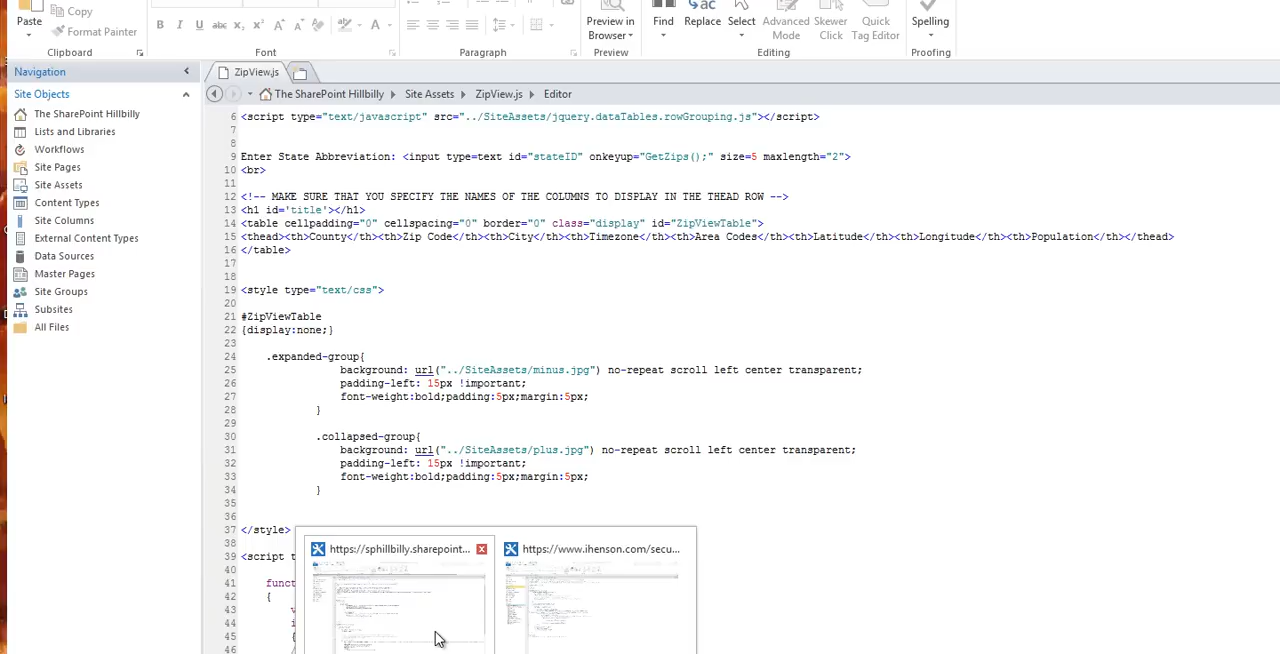 Paste
Copy
Format Painter
Clipboard
B I U abc x₂ x² A A A
Font
Paragraph
Preview in
Browser
Preview
Find
Replace
Select
Advanced
Mode
Skewer
Click
Quick
Tag Editor
Editing
Spelling
Proofing
Navigation
Site Objects
The SharePoint Hillbilly
Lists and Libraries
Workflows
Site Pages
Site Assets
Content Types
Site Columns
External Content Types
Data Sources
Master Pages
Site Groups
Subsites
All Files
ZipView.js
The SharePoint Hillbilly Site Assets ZipView.js Editor
6 <script type="text/javascript" src="../SiteAssets/jquery.dataTables.rowGrouping.js"></script>
7
8
9 Enter State Abbreviation: <input type=text id="stateID" onkeyup="GetZips();" size=5 maxlength="2">
10 <br>
11
12 <!-- MAKE SURE THAT YOU SPECIFY THE NAMES OF THE COLUMNS TO DISPLAY IN THE THEAD ROW -->
13 <h1 id='title'></h1>
14 <table cellpadding="0" cellspacing="0" border="0" class="display" id="ZipViewTable">
15 <thead><th>County</th><th>Zip Code</th><th>City</th><th>Timezone</th><th>Area Codes</th><th>Latitude</th><th>Longitude</th><th>Population</th></thead>
16 </table>
17
18
19 <style type="text/css">
20
21 #ZipViewTable
22 {display:none;}
23
24 .expanded-group{
25 background: url("../SiteAssets/minus.jpg") no-repeat scroll left center transparent;
26 padding-left: 15px !important;
27 font-weight:bold;padding:5px;margin:5px;
28 }
29
30 .collapsed-group{
31 background: url("../SiteAssets/plus.jpg") no-repeat scroll left center transparent;
32 padding-left: 15px !important;
33 font-weight:bold;padding:5px;margin:5px;
34 }
35
36
37 </style>
38
39 <script t
40
41 func
42 {
43 v
44 i
45 {
46
https://sphillbilly.sharepoint...
https://www.ihenson.com/secu...